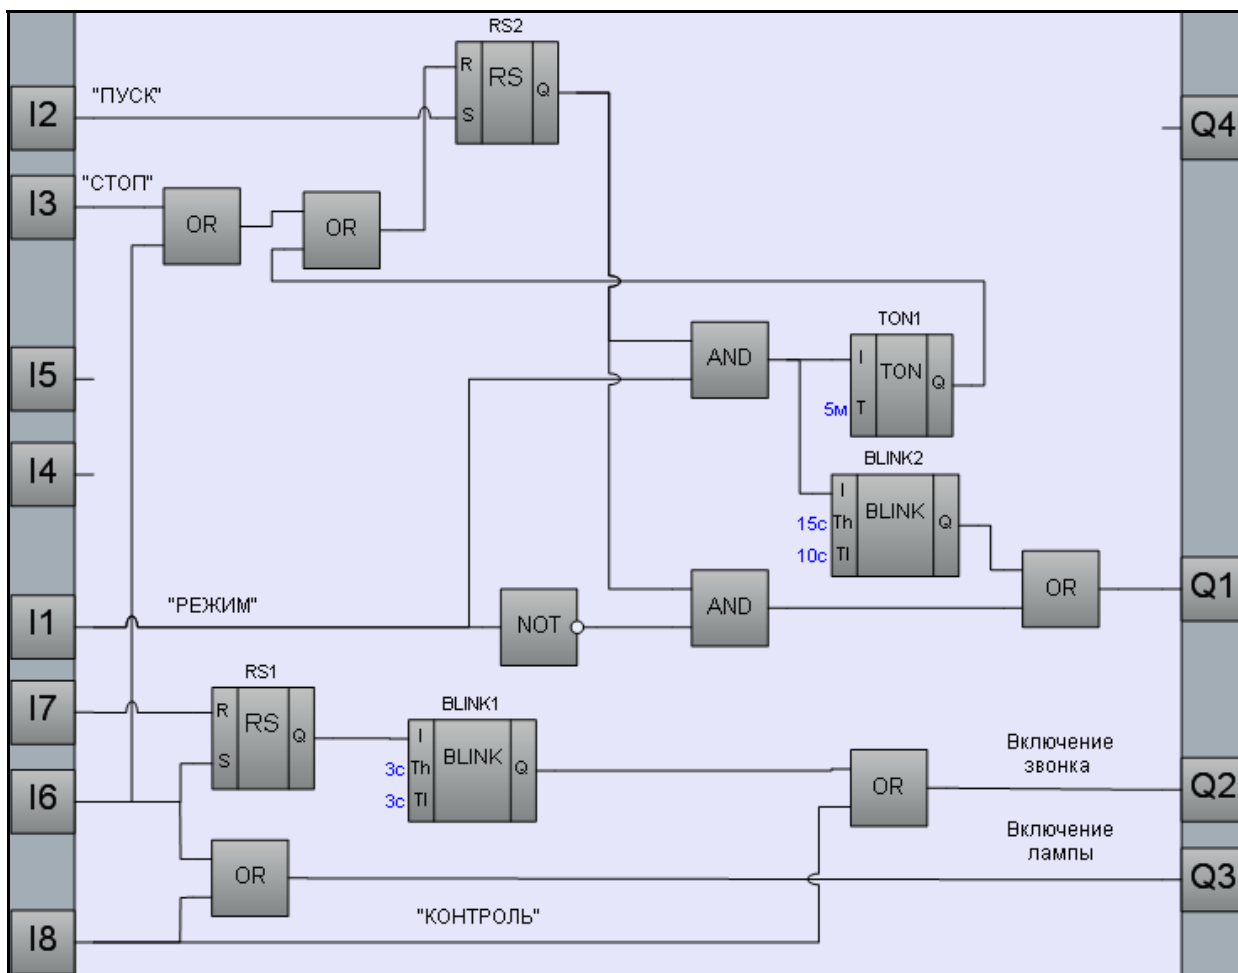 RS2
R
RS
Q
S
I2
"ПУСК"
Q4
I3
"СТОП"
OR
OR
TON1
I
TON
Q
5м
T
AND
I5
BLINK2
I
BLINK
15с
Th
Q
10с
Tl
I4
OR
Q1
AND
I1
"РЕЖИМ"
NOT
RS1
R
RS
Q
S
I7
BLINK1
I
BLINK
3с
Th
Q
3с
Tl
I6
OR
Включение
звонка
Q2
Включение
лампы
Q3
OR
"КОНТРОЛЬ"
I8